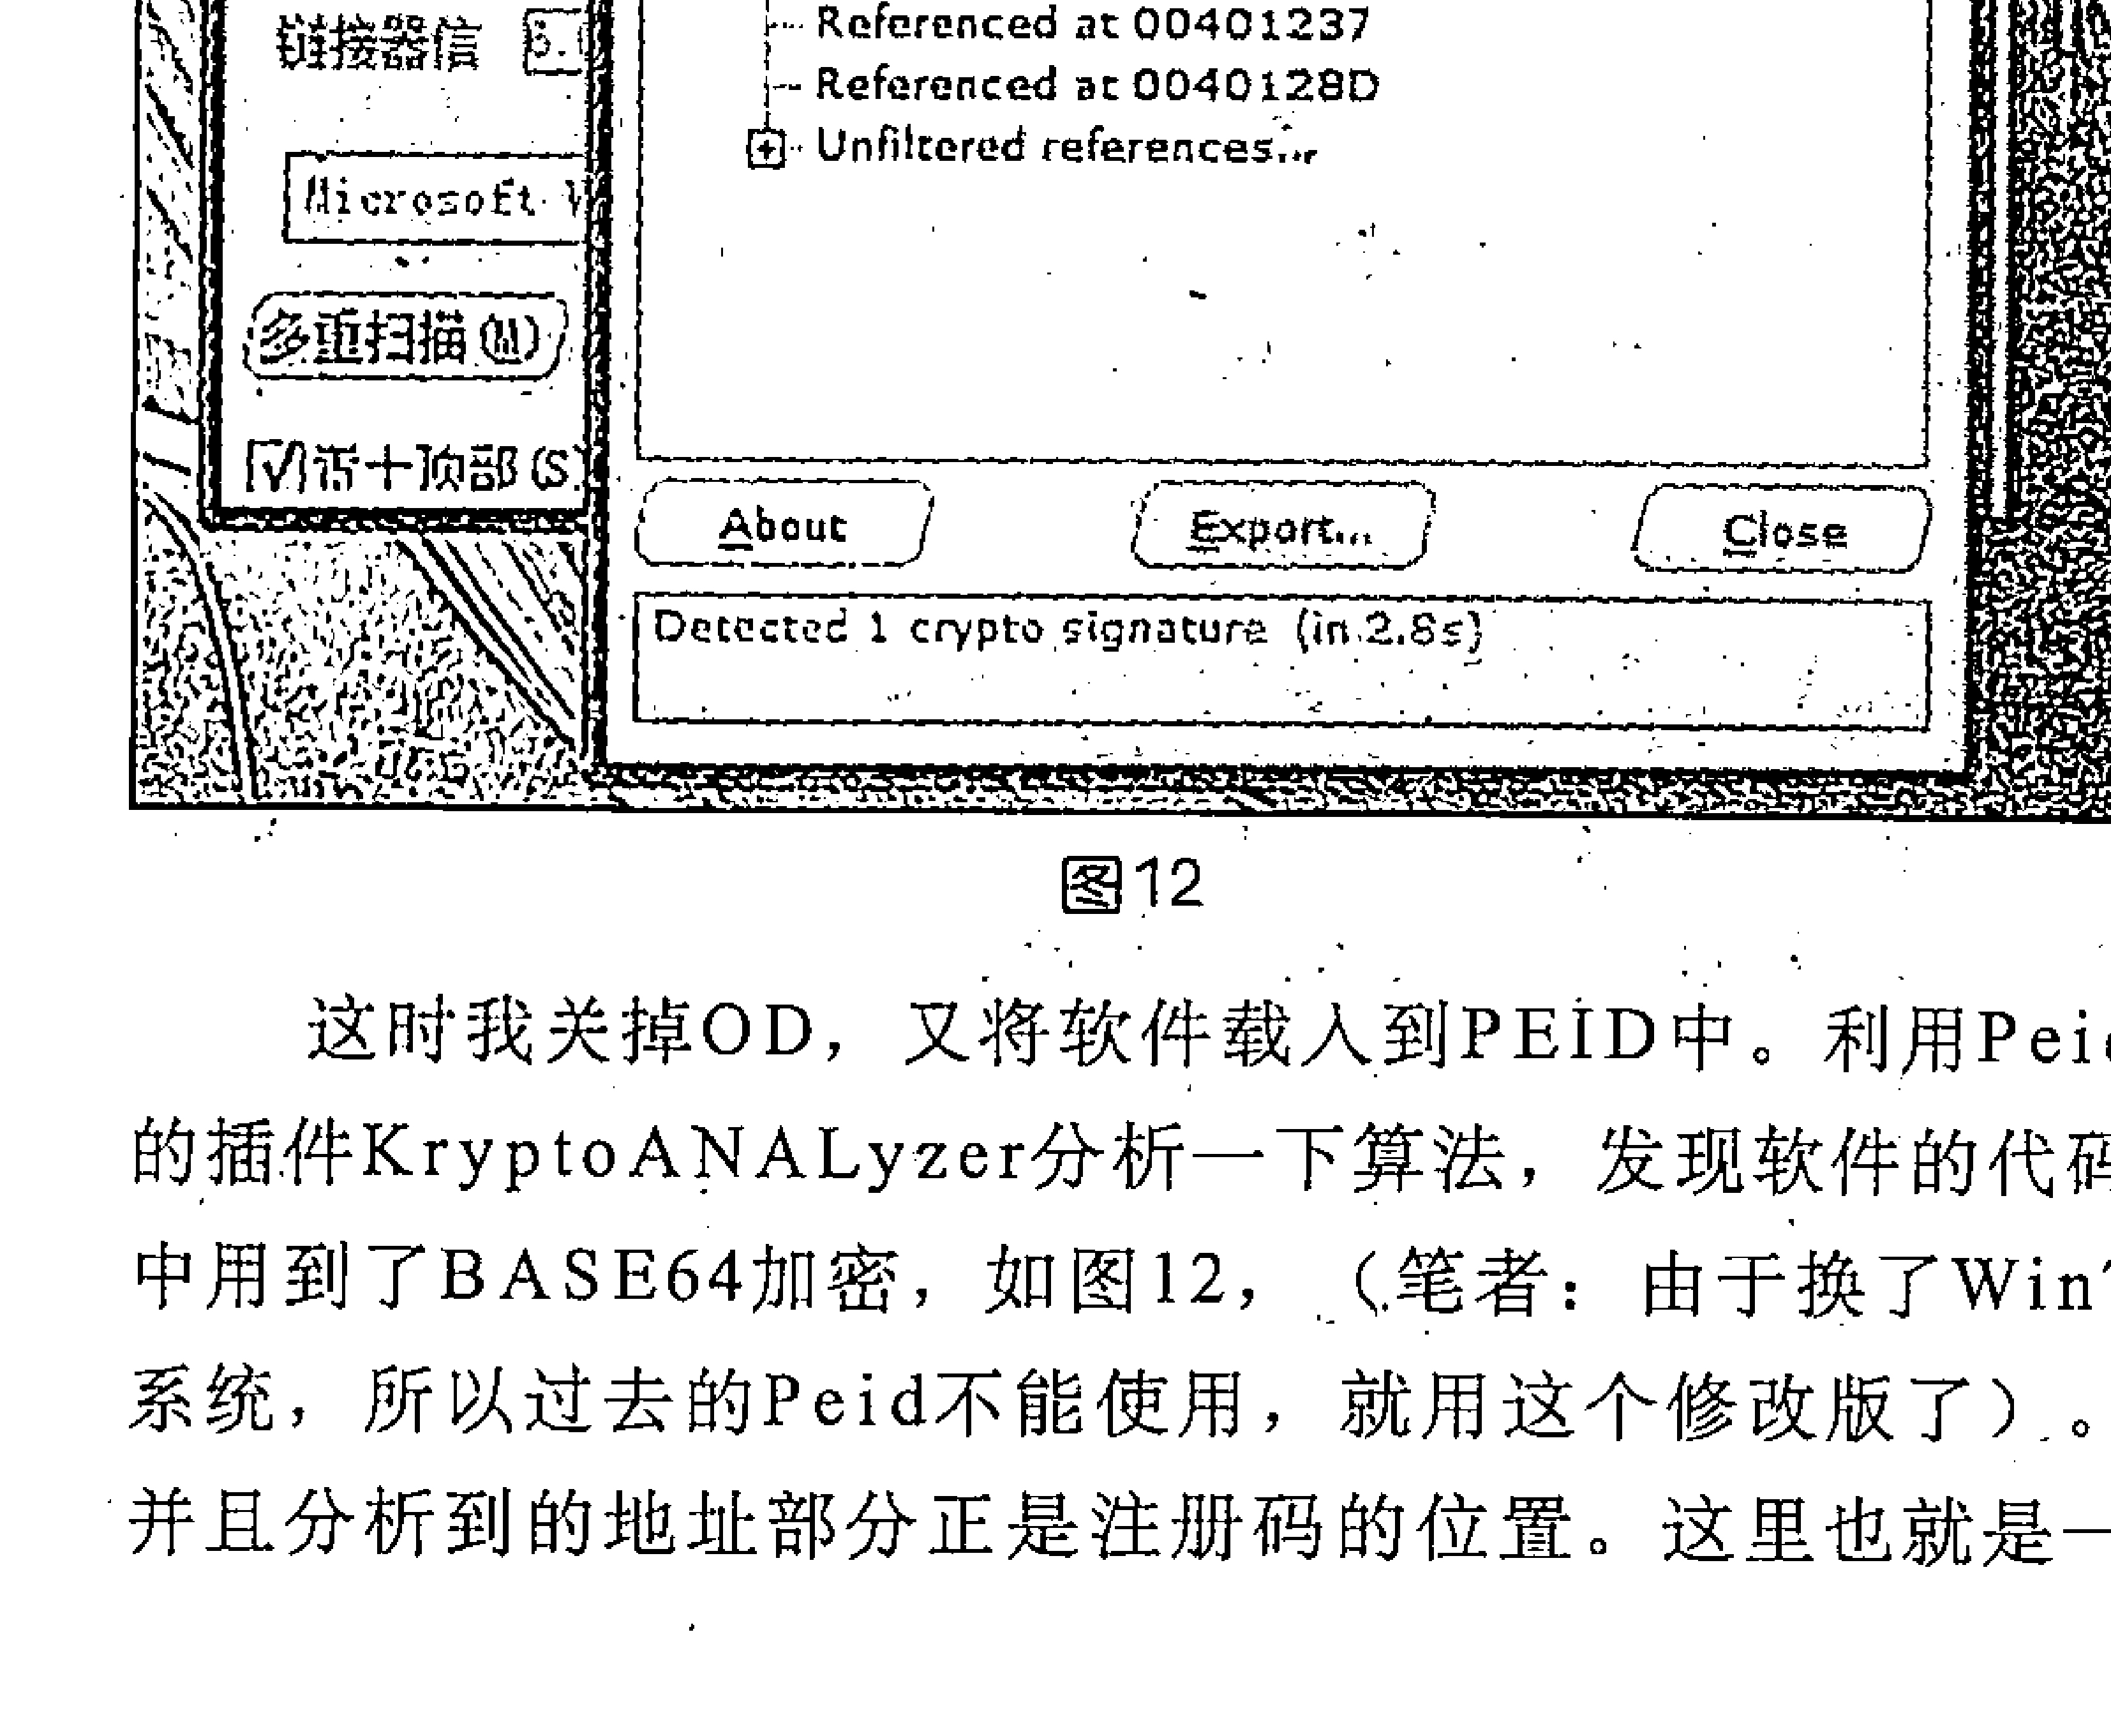 链接器信
Referenced at 00401237
Referenced at 0040128D
Unfiltered references...
Microsoft V
多重扫描(M)
顶部(S)
About
Export...
Close
Detected 1 crypto signature (in 2.8s)
图12
这时我关掉OD，又将软件载入到PEID中。利用Pei
的插件KryptoANALyzer分析一下算法，发现软件的代码
中用到了BASE64加密，如图12，（笔者：由于换了Win
系统，所以过去的Peid不能使用，就用这个修改版了）。
并且分析到的地址部分正是注册码的位置。这里也就是一